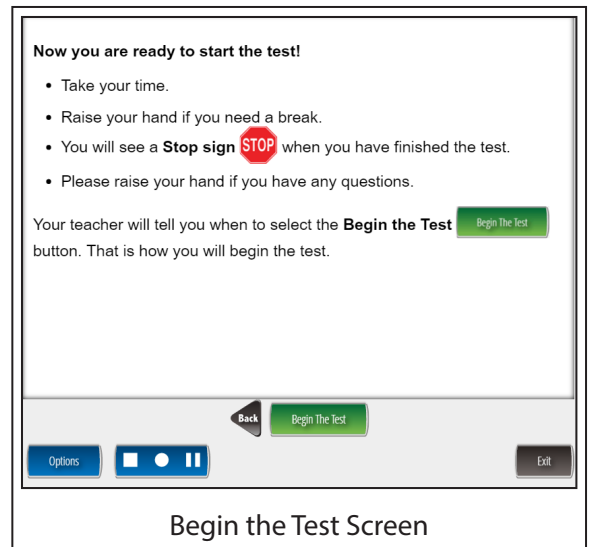 Now you are ready to start the test!
• Take your time.
• Raise your hand if you need a break.
• You will see a Stop sign STOP when you have finished the test.
• Please raise your hand if you have any questions.
Your teacher will tell you when to select the Begin the Test Begin The Test
button. That is how you will begin the test.
Back Begin The Test
Options Exit
Begin the Test Screen